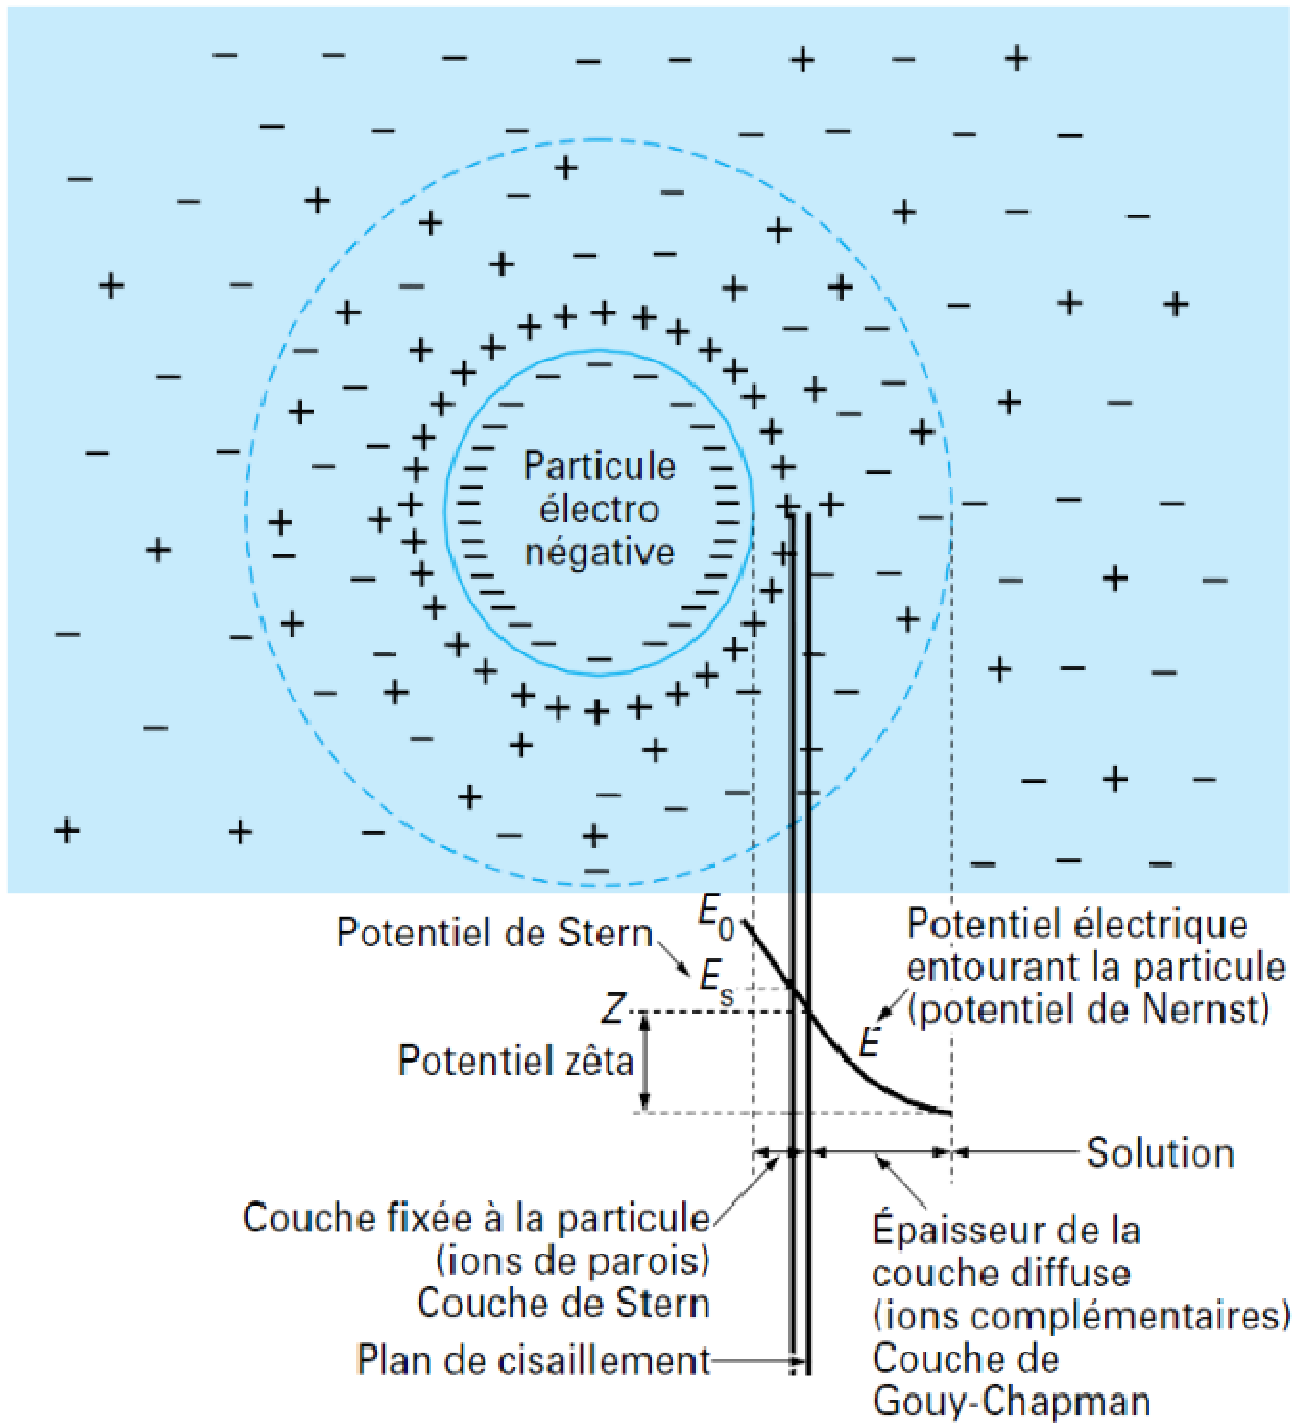 Particule
électro
négative
E0
Potentiel de Stern
Es
Z
Potentiel zêta
Potentiel électrique
entourant la particule
(potentiel de Nernst)
E
Solution
Couche fixée à la particule
(ions de parois)
Couche de Stern
Plan de cisaillement
Épaisseur de la
couche diffuse
(ions complémentaires)
Couche de
Gouy-Chapman